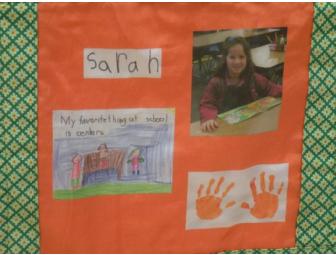 Sarah
My favorite thing at school
is centers